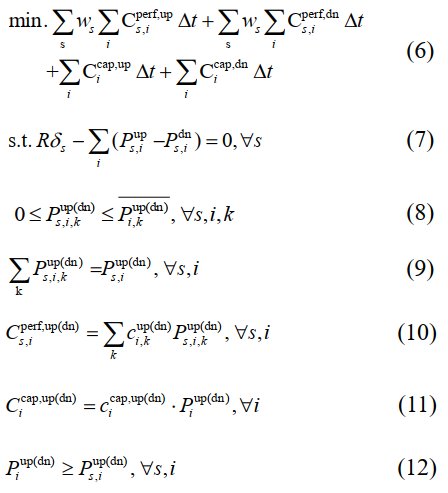 min. ∑_s w_s ∑_i C_{s,i}^{perf,up} Δt + ∑_s w_s ∑_i C_{s,i}^{perf,dn} Δt
+∑_i C_i^{cap,up} Δt + ∑_i C_i^{cap,dn} Δt (6)
s.t. Rδ_s − ∑_i (P_{s,i}^{up} − P_{s,i}^{dn}) = 0, ∀s (7)
0 ≤ P_{s,i,k}^{up(dn)} ≤ \overline{P_{i,k}^{up(dn)}}, ∀s,i,k (8)
∑_k P_{s,i,k}^{up(dn)} = P_{s,i}^{up(dn)}, ∀s,i (9)
C_{s,i}^{perf,up(dn)} = ∑_k c_{i,k}^{up(dn)} P_{s,i,k}^{up(dn)}, ∀s,i (10)
C_i^{cap,up(dn)} = c_i^{cap,up(dn)} · P_i^{up(dn)}, ∀i (11)
P_i^{up(dn)} ≥ P_{s,i}^{up(dn)}, ∀s,i (12)